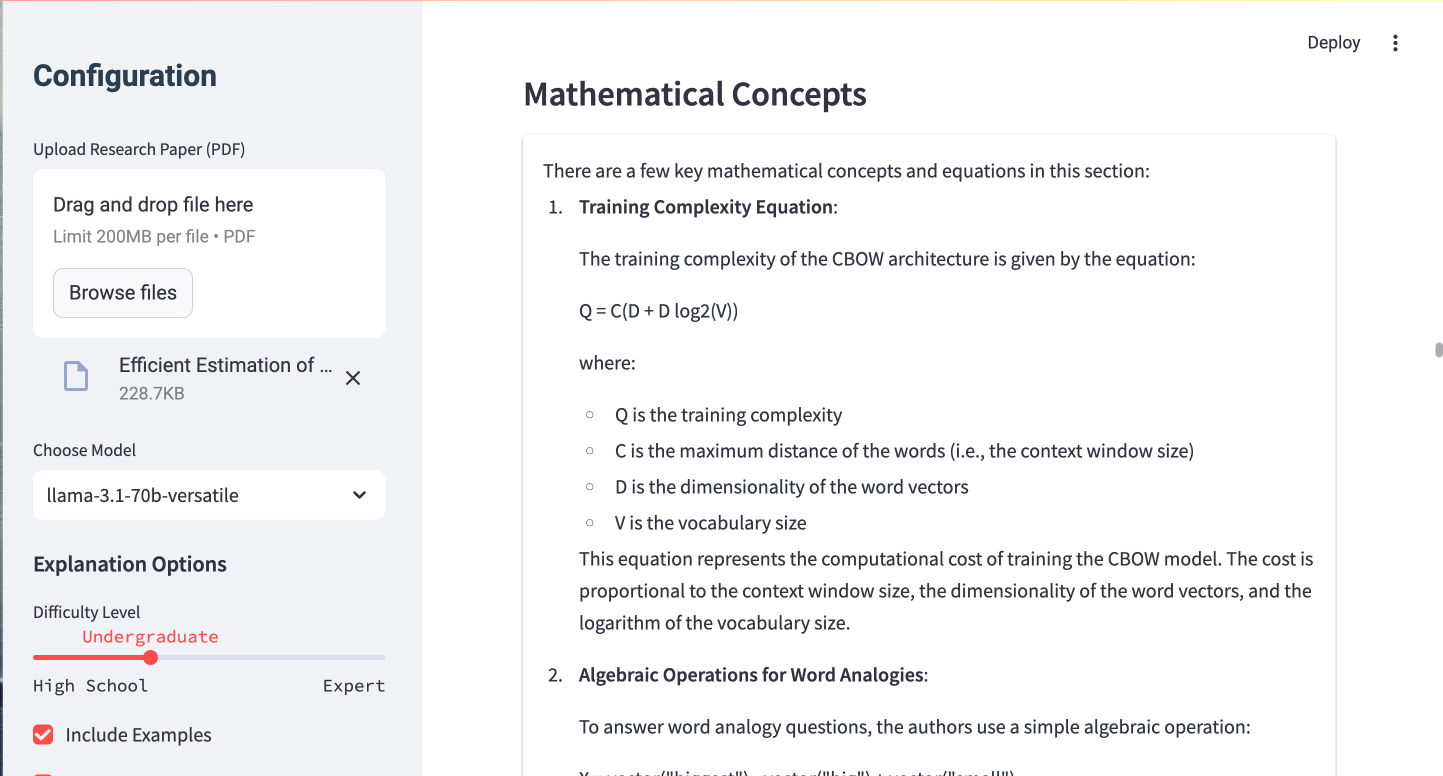 Configuration
Upload Research Paper (PDF)
Drag and drop file here
Limit 200MB per file • PDF
Browse files
Efficient Estimation of ...
228.7KB
Choose Model
llama-3.1-70b-versatile
Explanation Options
Difficulty Level
Undergraduate
High School Expert
Include Examples
Deploy
Mathematical Concepts
There are a few key mathematical concepts and equations in this section:
1. Training Complexity Equation:
The training complexity of the CBOW architecture is given by the equation:
Q = C(D + D log2(V))
where:
○ Q is the training complexity
○ C is the maximum distance of the words (i.e., the context window size)
○ D is the dimensionality of the word vectors
○ V is the vocabulary size
This equation represents the computational cost of training the CBOW model. The cost is
proportional to the context window size, the dimensionality of the word vectors, and the
logarithm of the vocabulary size.
2. Algebraic Operations for Word Analogies:
To answer word analogy questions, the authors use a simple algebraic operation:
X = vector("biggest") - vector("big") + vector("small")